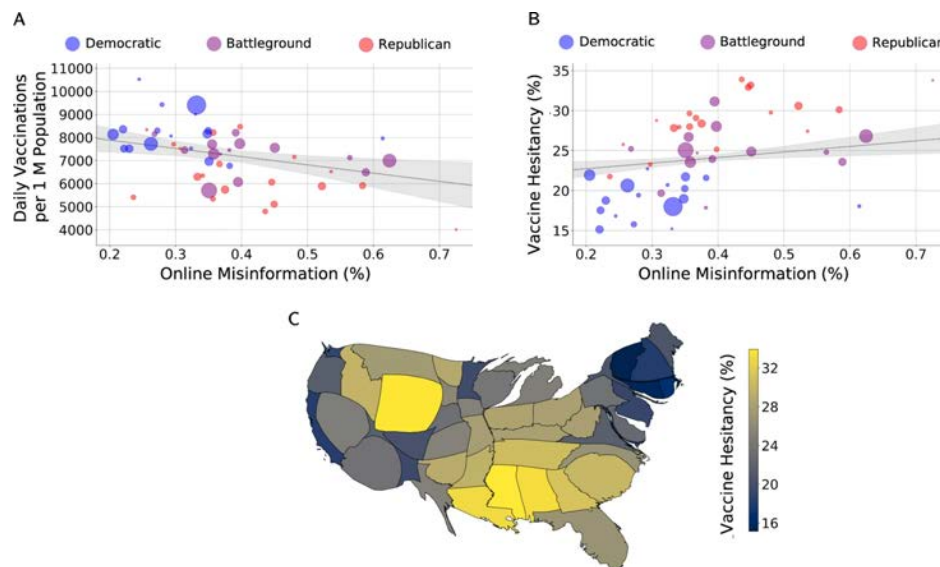 A
Democratic Battleground Republican
Daily Vaccinations
per 1 M Population
11000
10000
9000
8000
7000
6000
5000
4000
0.2 0.3 0.4 0.5 0.6 0.7
Online Misinformation (%)
B
Democratic Battleground Republican
Vaccine Hesitancy (%)
35
30
25
20
15
0.2 0.3 0.4 0.5 0.6 0.7
Online Misinformation (%)
C
Vaccine Hesitancy (%)
32
28
24
20
16